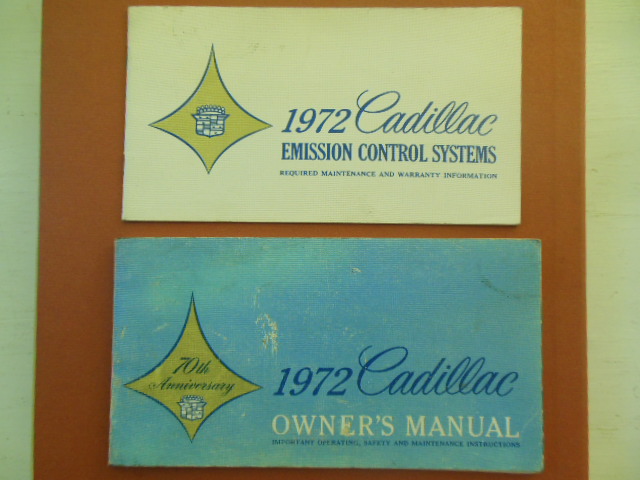 1972 Cadillac
EMISSION CONTROL SYSTEMS
REQUIRED MAINTENANCE AND WARRANTY INFORMATION
70th
Anniversary
1972 Cadillac
OWNER'S MANUAL
IMPORTANT OPERATING, SAFETY AND MAINTENANCE INSTRUCTIONS